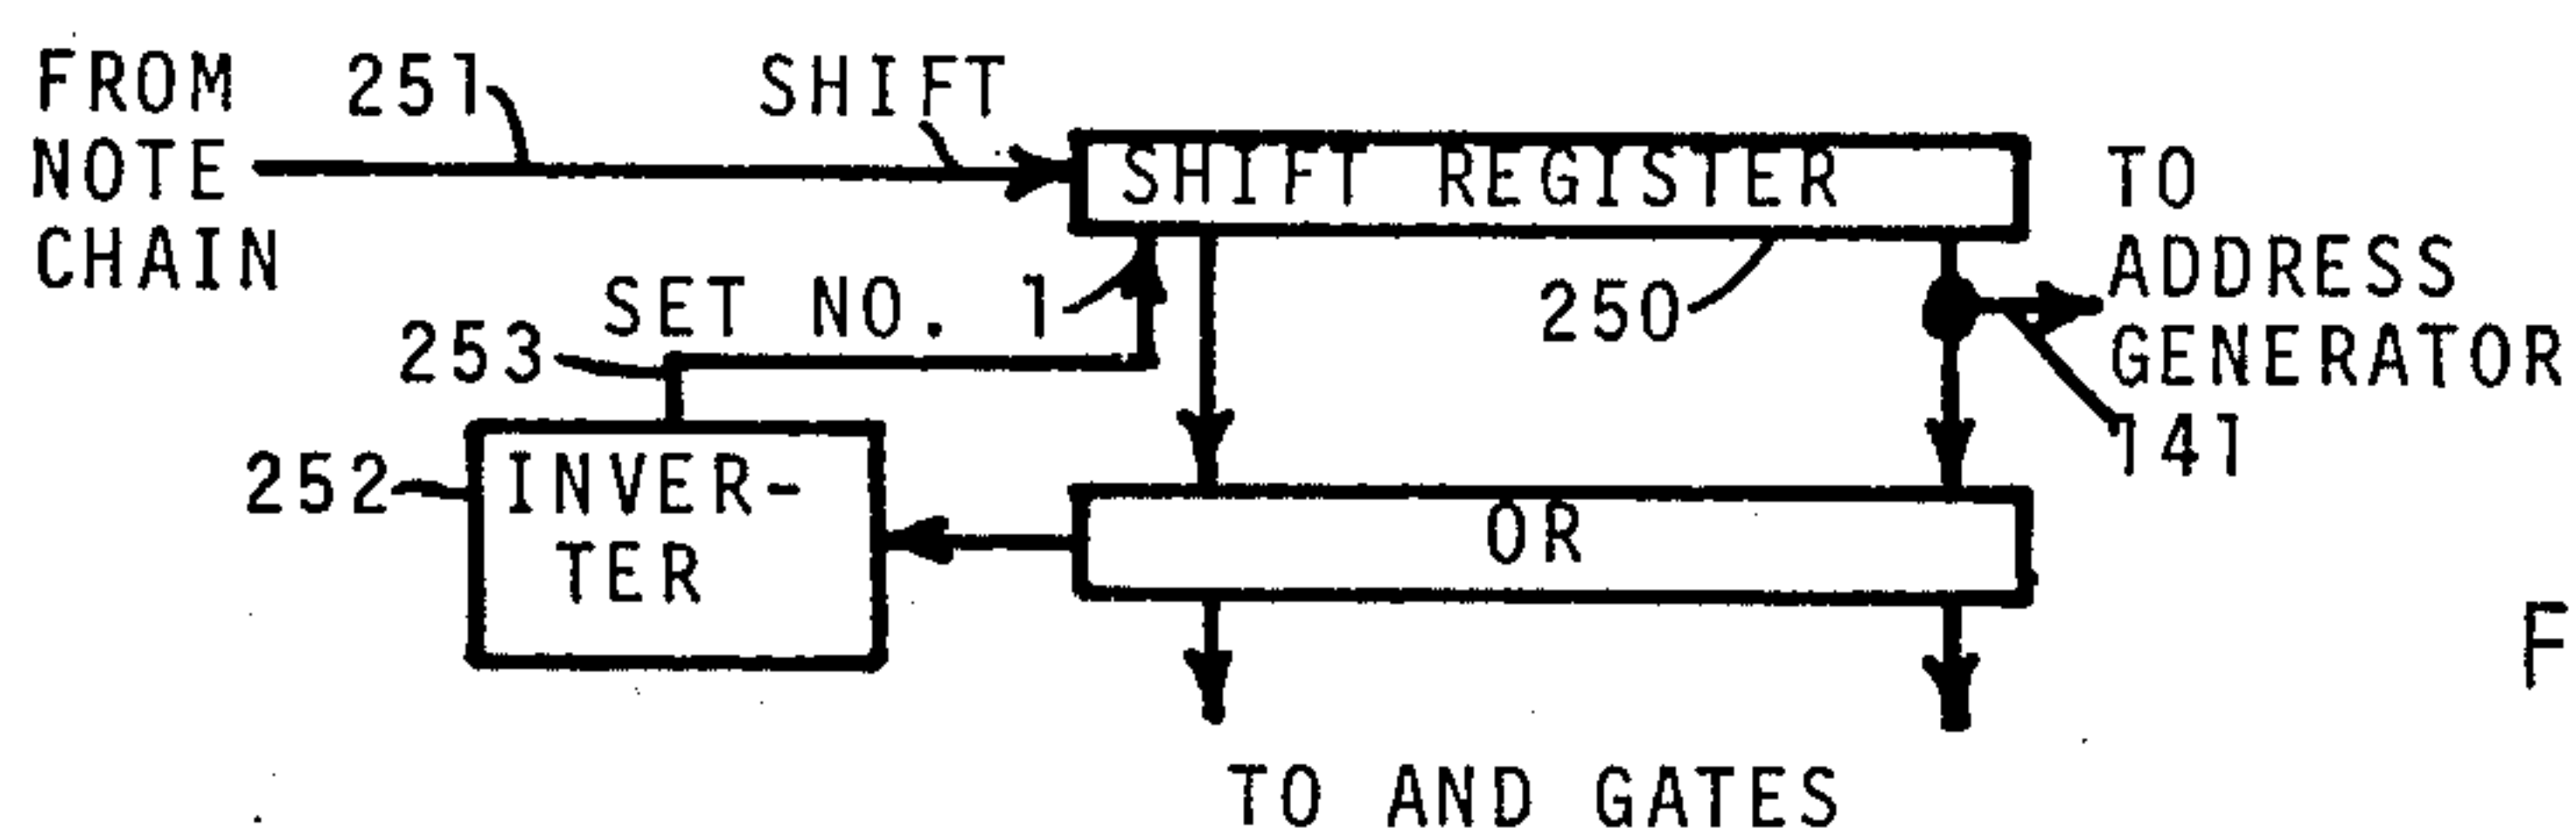 FROM
NOTE
CHAIN
251
SHIFT
SHIFT REGISTER
TO
ADDRESS
GENERATOR
141
SET NO. 1
253
250
252
INVER-
TER
OR
TO AND GATES
F